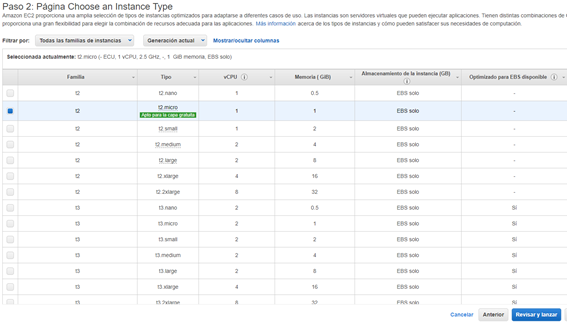 Paso 2: Página Choose an Instance Type
Amazon EC2 proporciona una amplia selección de tipos de instancias optimizados para adaptarse a diferentes casos de uso. Las instancias son servidores virtuales que pueden ejecutar aplicaciones. Tienen distintas combinaciones de
proporciona una gran flexibilidad para elegir la combinación de recursos adecuada para las aplicaciones. Más información acerca de los tipos de instancias y cómo pueden satisfacer sus necesidades de computación.
Filtrar por: Todas las familias de instancias Generación actual Mostrar/ocultar columnas
Seleccionada actualmente: t2.micro (- ECU, 1 vCPU, 2.5 GHz, -, 1 GiB memoria, EBS solo)
Familia Tipo vCPU Memoria ( GiB) Almacenamiento de la instancia (GB) Optimizado para EBS disponible
t2 t2.nano 1 0.5 EBS solo -
t2 t2.micro 1 1 EBS solo -
Apto para la capa gratuita
t2 t2.small 1 2 EBS solo -
t2 t2.medium 2 4 EBS solo -
t2 t2.large 2 8 EBS solo -
t2 t2.xlarge 4 16 EBS solo -
t2 t2.2xlarge 8 32 EBS solo -
t3 t3.nano 2 0.5 EBS solo Sí
t3 t3.micro 2 1 EBS solo Sí
t3 t3.small 2 2 EBS solo Sí
t3 t3.medium 2 4 EBS solo Sí
t3 t3.large 2 8 EBS solo Sí
t3 t3.xlarge 4 16 EBS solo Sí
t3 t3.2xlarge 8 32 EBS solo Sí
Cancelar Anterior Revisar y lanzar